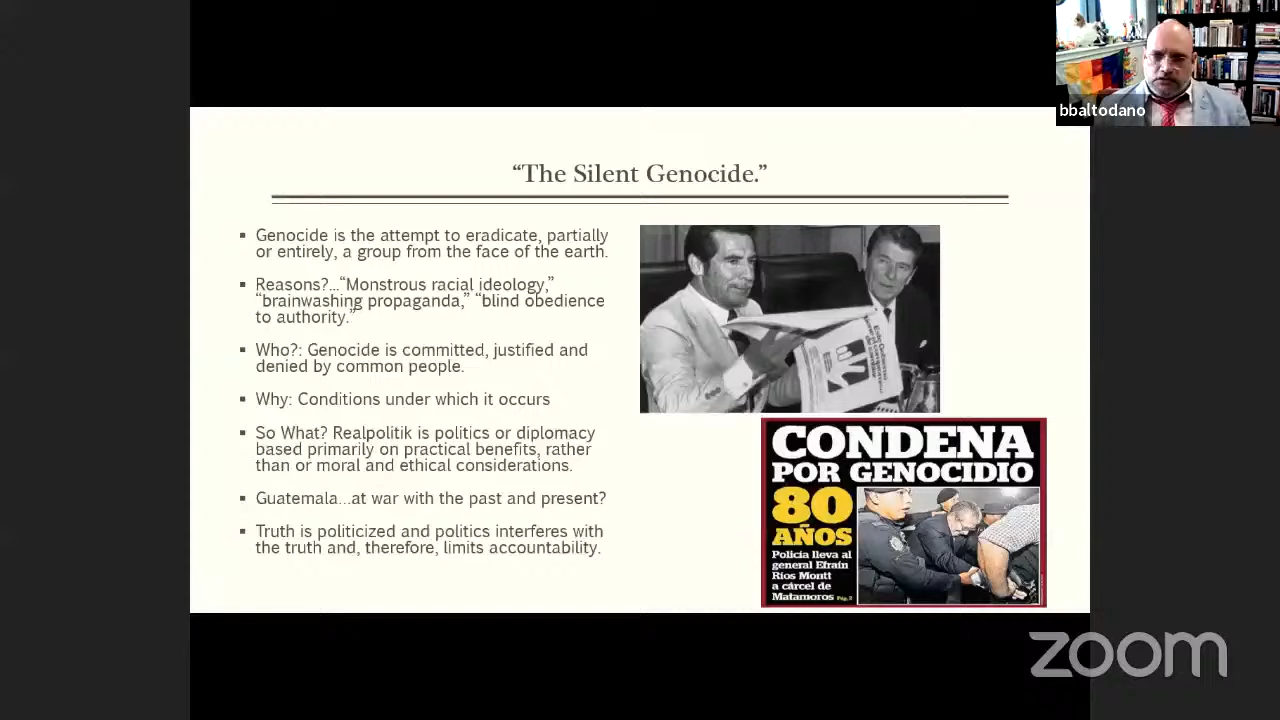 bbaltodano
“The Silent Genocide.”
▪ Genocide is the attempt to eradicate, partially
or entirely, a group from the face of the earth.
▪ Reasons?...“Monstrous racial ideology,”
“brainwashing propaganda,” “blind obedience
to authority.”
▪ Who?: Genocide is committed, justified and
denied by common people.
▪ Why: Conditions under which it occurs
▪ So What? Realpolitik is politics or diplomacy
based primarily on practical benefits, rather
than or moral and ethical considerations.
▪ Guatemala...at war with the past and present?
▪ Truth is politicized and politics interferes with
the truth and, therefore, limits accountability.
CONDENA
POR GENOCIDIO
80
AÑOS
Policía lleva al
general Efraín
Ríos Montt
a cárcel de
Matamoros
zoom